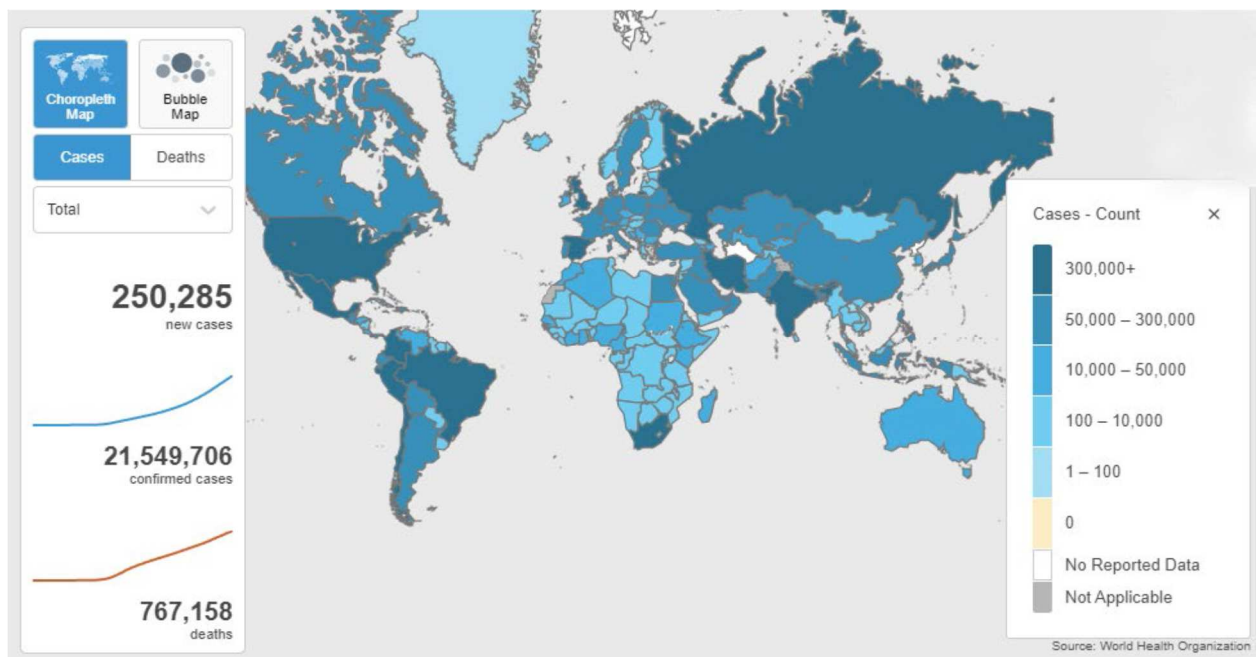 Choropleth
Map
Bubble
Map
Cases
Deaths
Total
250,285
new cases
21,549,706
confirmed cases
767,158
deaths
Cases - Count
300,000+
50,000 – 300,000
10,000 – 50,000
100 – 10,000
1 – 100
0
No Reported Data
Not Applicable
Source: World Health Organization